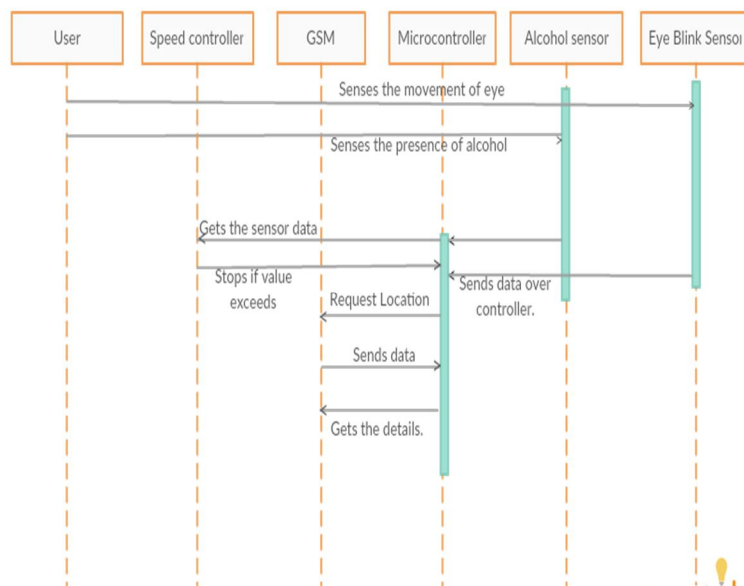 User
Speed controller
GSM
Microcontroller
Alcohol sensor
Eye Blink Sensor
Senses the movement of eye
Senses the presence of alcohol
Gets the sensor data
Stops if value
exceeds
Sends data over
controller.
Request Location
Sends data
Gets the details.